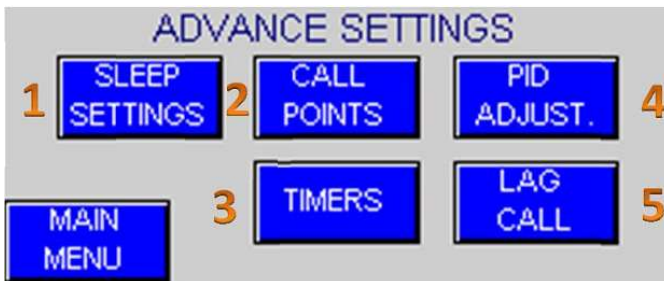 ADVANCE SETTINGS
1
SLEEP
SETTINGS
2
CALL
POINTS
PID
ADJUST.
4
3
TIMERS
LAG
CALL
5
MAIN
MENU